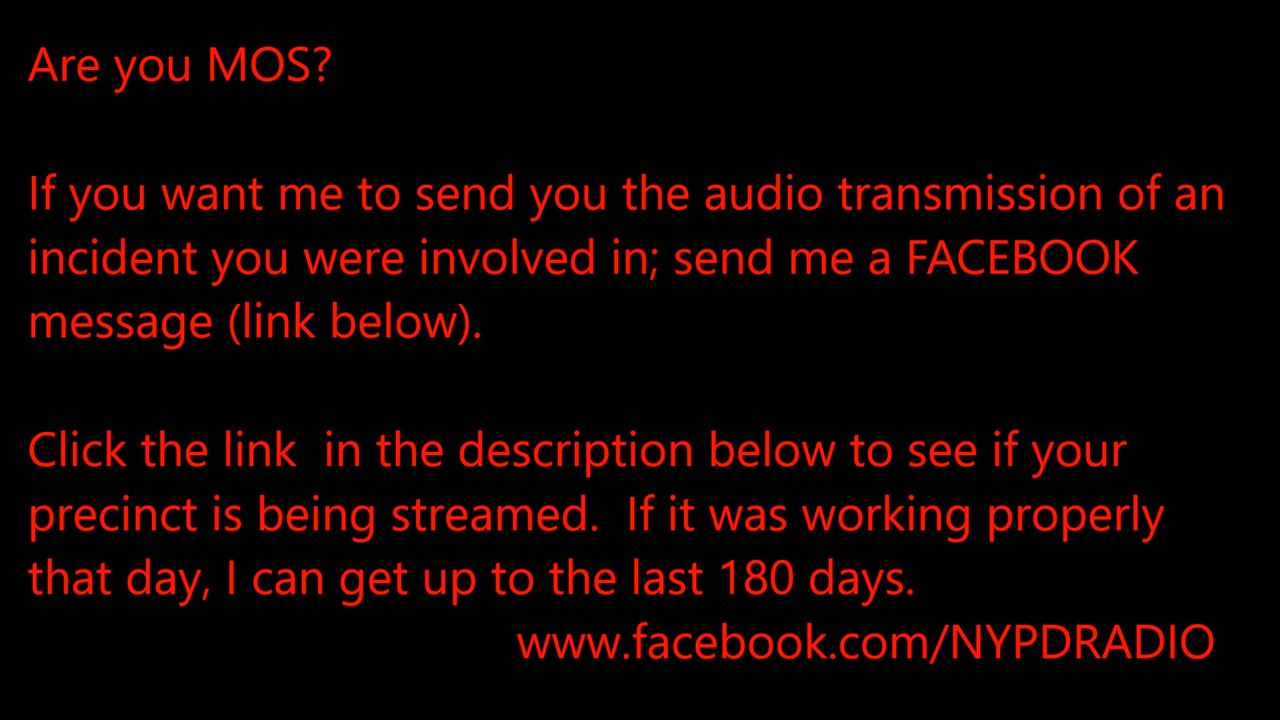 Are you MOS?
If you want me to send you the audio transmission of an
incident you were involved in; send me a FACEBOOK
message (link below).
Click the link  in the description below to see if your
precinct is being streamed.  If it was working properly
that day, I can get up to the last 180 days.
www.facebook.com/NYPDRADIO